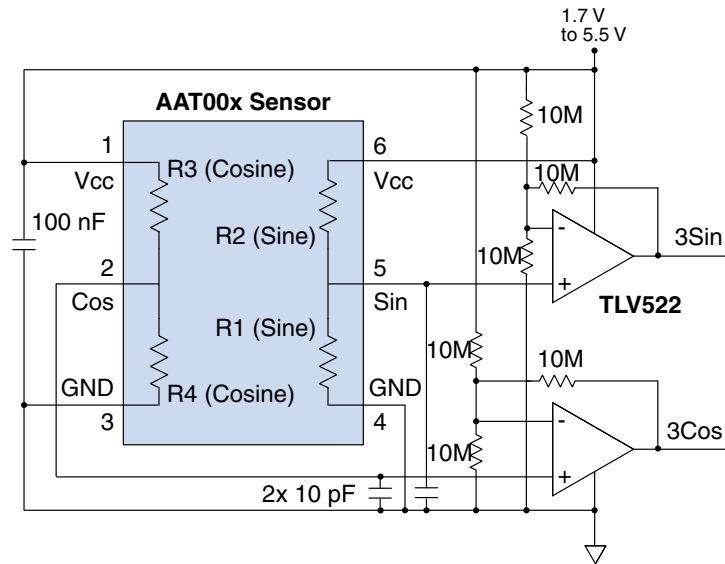 1.7 V
to 5.5 V
AAT00x Sensor
1
Vcc
R3 (Cosine)
6
Vcc
10M
10M
100 nF
R2 (Sine)
10M
-
+
3Sin
TLV522
2
Cos
5
Sin
R1 (Sine)
10M
10M
GND
3
R4 (Cosine)
GND
4
10M
-
+
3Cos
2x 10 pF